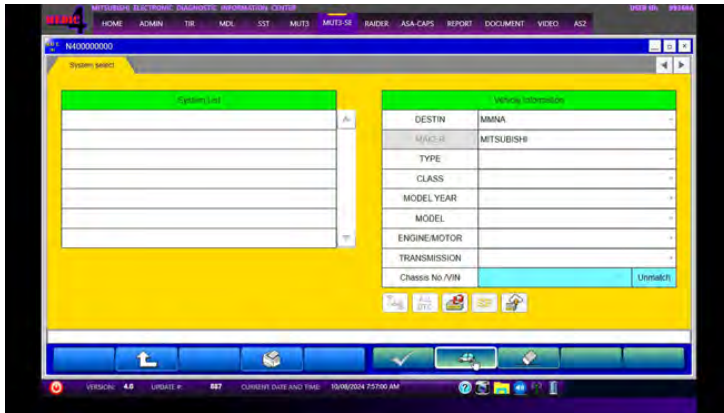 MITSUBISHI ELECTRONIC DIAGNOSTIC INFORMATION CENTER
USER ID:
MEDIC 4 HOME ADMIN TIR MDL SST MUT3 MUT3-SE RAIDER ASA-CAPS REPORT DOCUMENT VIDEO AS2
N400000000
System select
System List
Vehicle Information
DESTIN MMNA
MAKER MITSUBISHI
TYPE
CLASS
MODEL YEAR
MODEL
ENGINE/MOTOR
TRANSMISSION
Chassis No./VIN Unmatch
DTC
VERSION: 4.0 UPDATE #: 887 CURRENT DATE AND TIME: 10/08/2024 7:57:00 AM